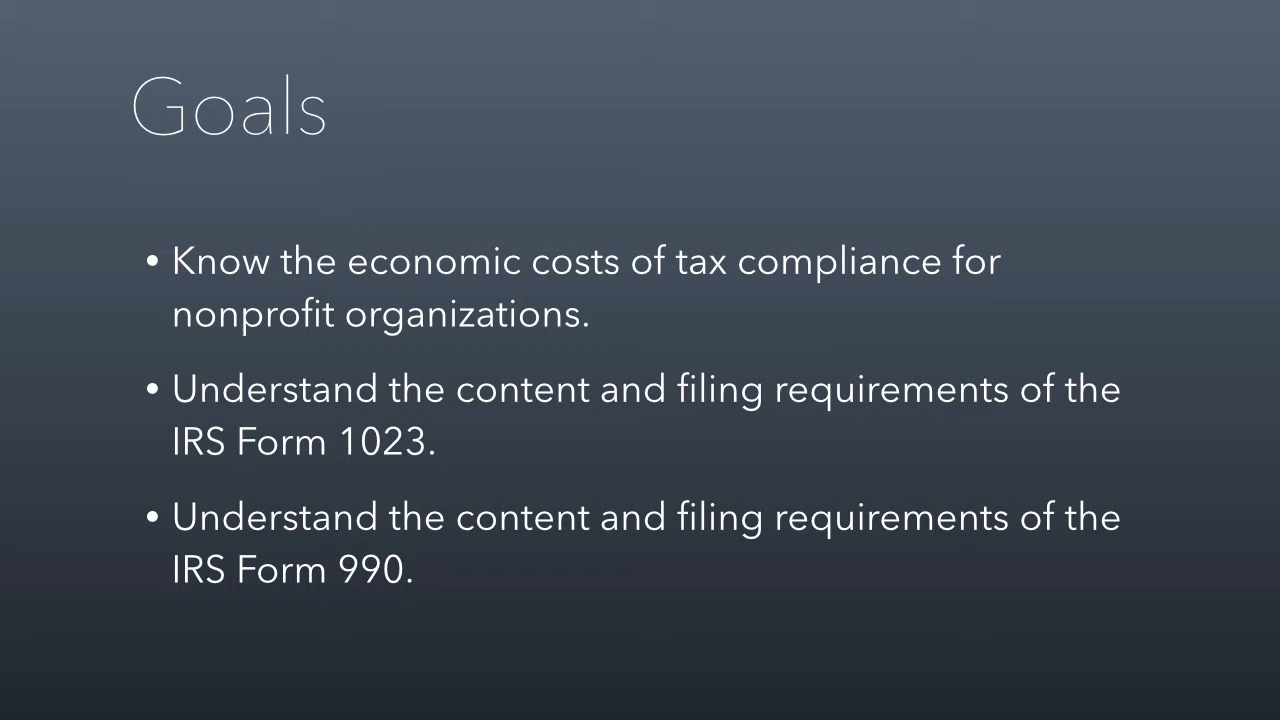 Goals
• Know the economic costs of tax compliance for
nonprofit organizations.
• Understand the content and filing requirements of the
IRS Form 1023.
• Understand the content and filing requirements of the
IRS Form 990.